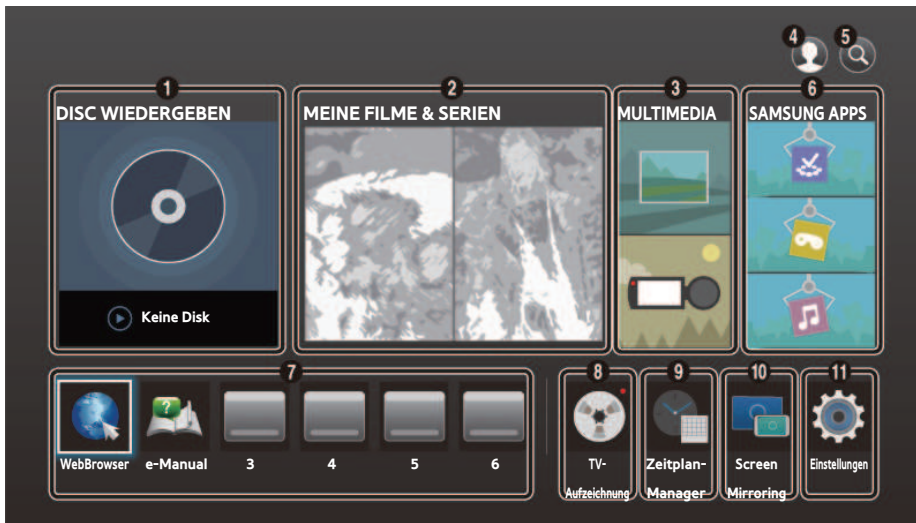 4 5
1 2 3 6
DISC WIEDERGEBEN MEINE FILME & SERIEN MULTIMEDIA SAMSUNG APPS
Keine Disk
7 8 9 10 11
?
WebBrowser e-Manual 3 4 5 6 TV- Zeitplan- Screen Einstellungen
Aufzeichnung Manager Mirroring